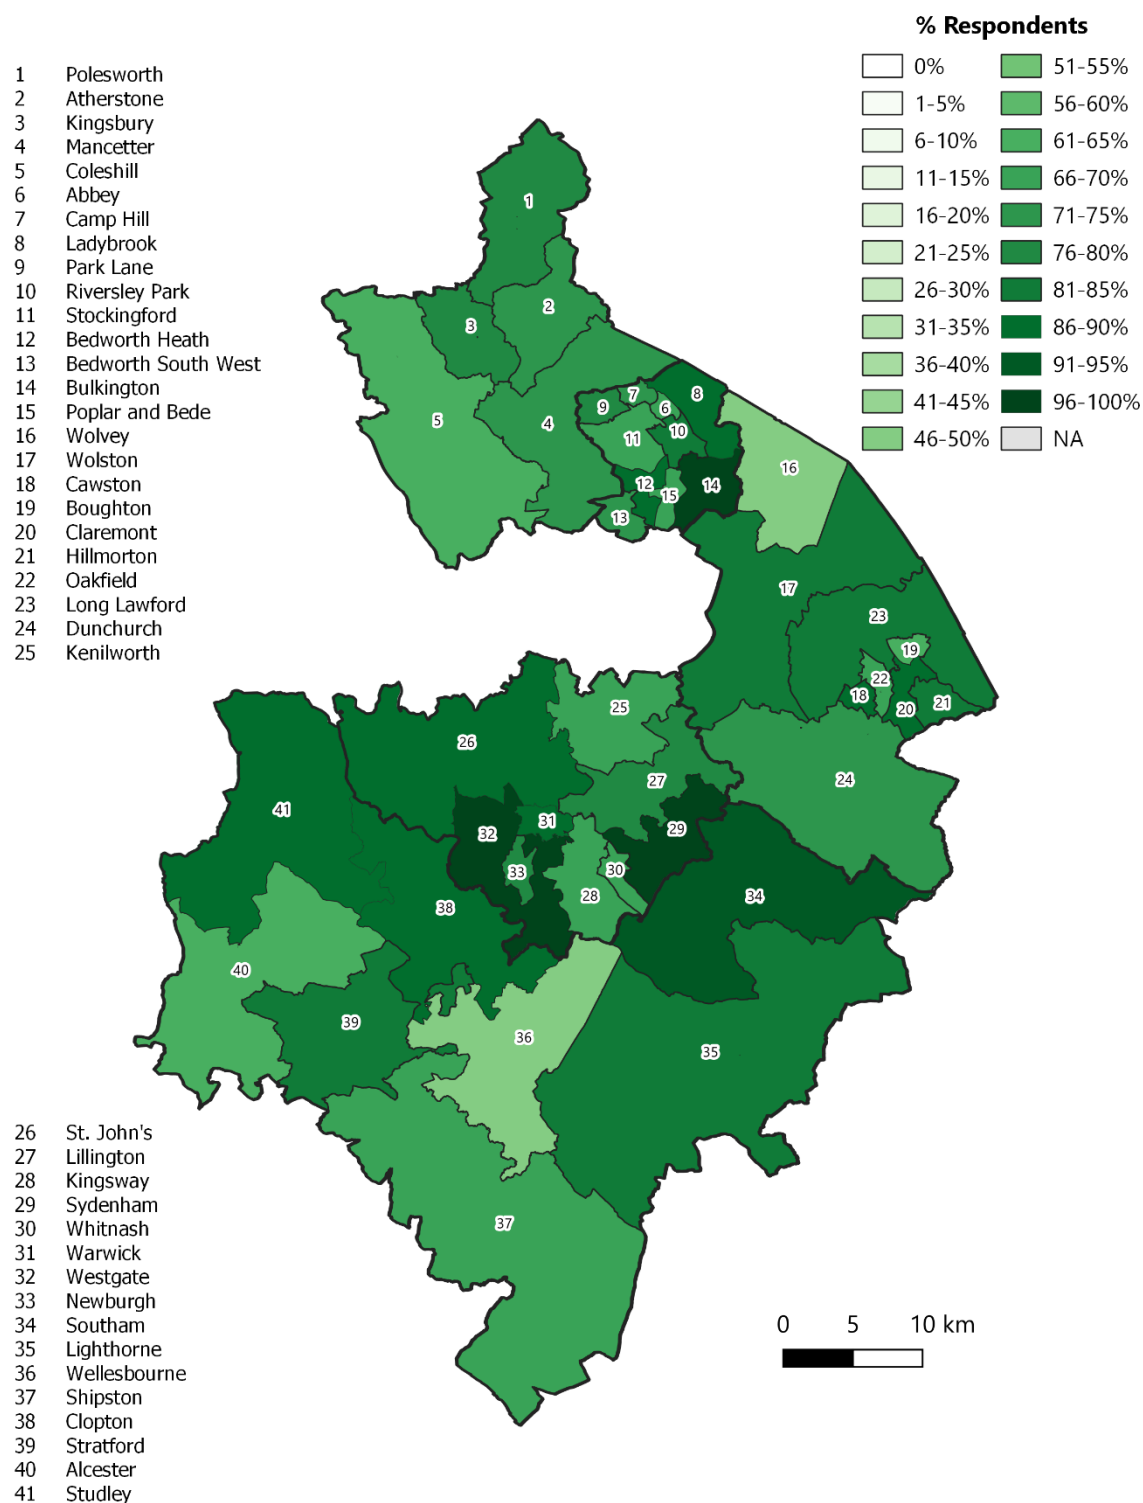 % Respondents
0%
1-5%
6-10%
11-15%
16-20%
21-25%
26-30%
31-35%
36-40%
41-45%
46-50%
51-55%
56-60%
61-65%
66-70%
71-75%
76-80%
81-85%
86-90%
91-95%
96-100%
NA
1 Polesworth
2 Atherstone
3 Kingsbury
4 Mancetter
5 Coleshill
6 Abbey
7 Camp Hill
8 Ladybrook
9 Park Lane
10 Riversley Park
11 Stockingford
12 Bedworth Heath
13 Bedworth South West
14 Bulkington
15 Poplar and Bede
16 Wolvey
17 Wolston
18 Cawston
19 Boughton
20 Claremont
21 Hillmorton
22 Oakfield
23 Long Lawford
24 Dunchurch
25 Kenilworth
1
2
3
4
5
6
7
8
9
10
11
12
13
14
15
16
17
18
19
20
21
22
23
24
25
26
27
28
29
30
31
32
33
34
35
36
37
38
39
40
41
26 St. John's
27 Lillington
28 Kingsway
29 Sydenham
30 Whitnash
31 Warwick
32 Westgate
33 Newburgh
34 Southam
35 Lighthorne
36 Wellesbourne
37 Shipston
38 Clopton
39 Stratford
40 Alcester
41 Studley
0 5 10 km